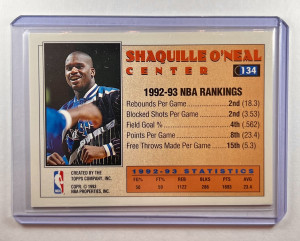 SHAQUILLE O'NEAL
CENTER
134
1992-93 NBA RANKINGS
Rebounds Per Game 2nd (18.3)
Blocked Shots Per Game 2nd (3.53)
Field Goal % 4th (.562)
Points Per Game 8th (23.4)
Free Throws Made Per Game 15th (5.3)
CREATED BY
THE TOPPS COMPANY, INC.
1992-93 STATISTICS